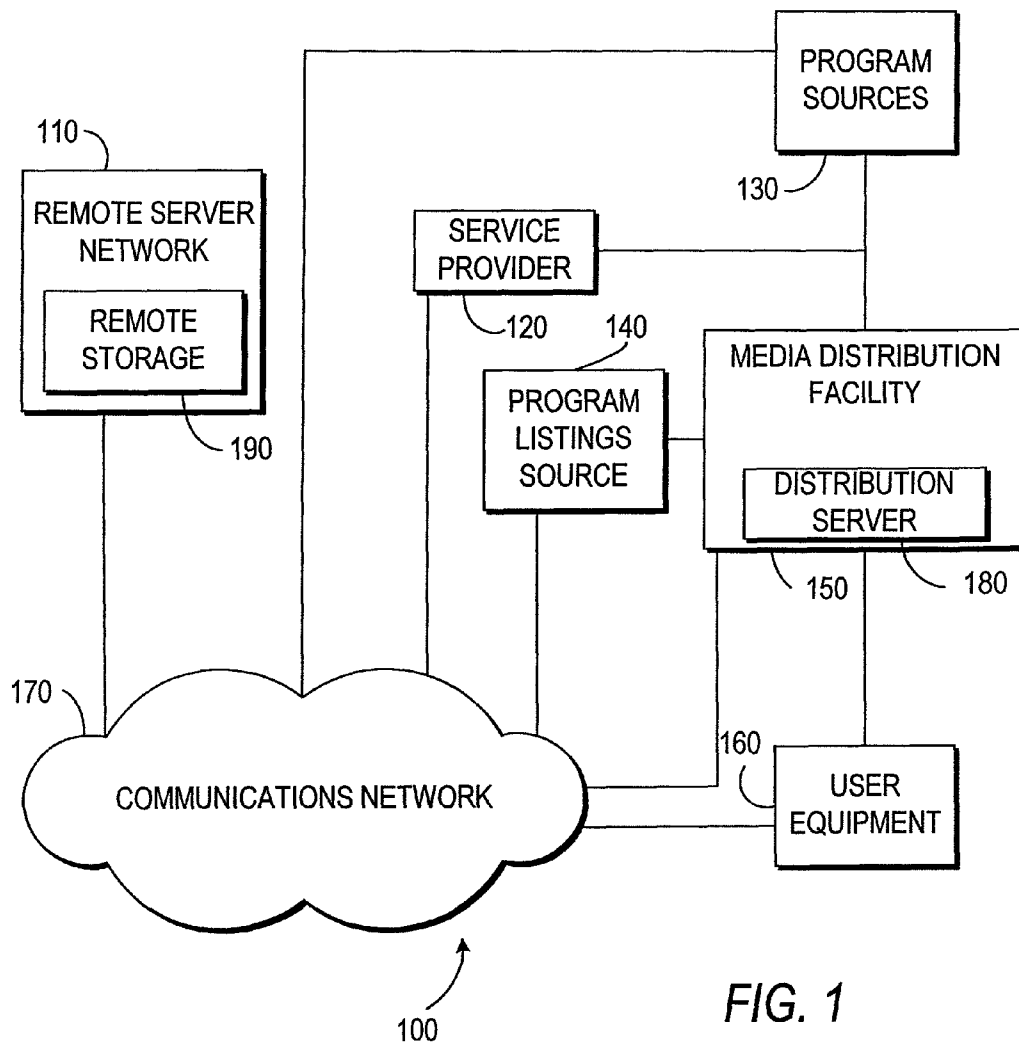 PROGRAM
SOURCES
130
110
REMOTE SERVER
NETWORK
REMOTE
STORAGE
190
SERVICE
PROVIDER
120
140
PROGRAM
LISTINGS
SOURCE
MEDIA DISTRIBUTION
FACILITY
DISTRIBUTION
SERVER
150
180
170
COMMUNICATIONS NETWORK
160
USER
EQUIPMENT
100
FIG. 1